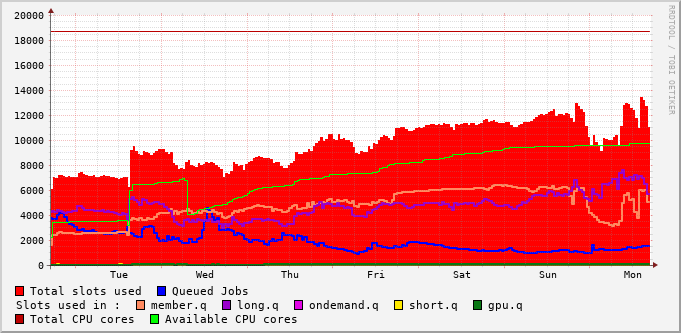 20000
18000
16000
14000
12000
10000
8000
6000
4000
2000
0
Tue Wed Thu Fri Sat Sun Mon
Total slots used Queued Jobs
Slots used in : member.q long.q ondemand.q short.q gpu.q
Total CPU cores Available CPU cores
RRDTOOL / TOBI OETIKER